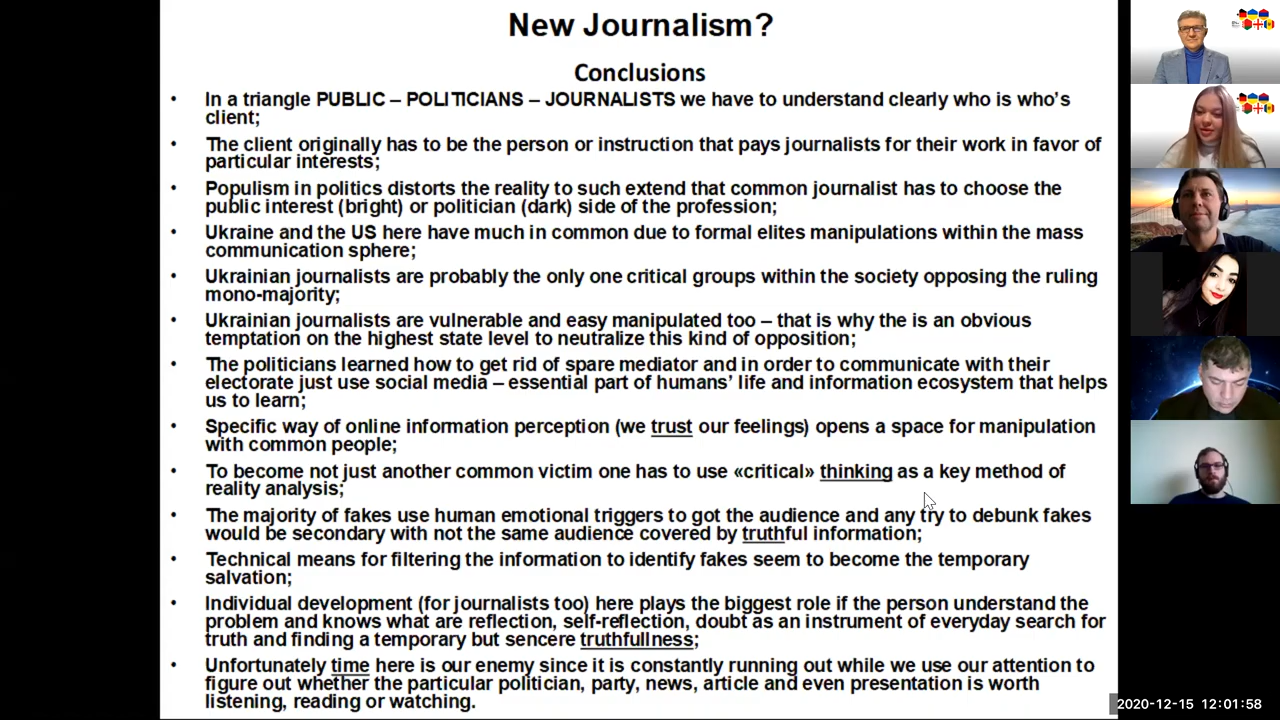 New Journalism?
Conclusions
• In a triangle PUBLIC – POLITICIANS – JOURNALISTS we have to understand clearly who is who's
client;
• The client originally has to be the person or instruction that pays journalists for their work in favor of
particular interests;
• Populism in politics distorts the reality to such extend that common journalist has to choose the
public interest (bright) or politician (dark) side of the profession;
• Ukraine and the US here have much in common due to formal elites manipulations within the mass
communication sphere;
• Ukrainian journalists are probably the only one critical groups within the society opposing the ruling
mono-majority;
• Ukrainian journalists are vulnerable and easy manipulated too – that is why the is an obvious
temptation on the highest state level to neutralize this kind of opposition;
• The politicians learned how to get rid of spare mediator and in order to communicate with their
electorate just use social media – essential part of humans' life and information ecosystem that helps
us to learn;
• Specific way of online information perception (we trust our feelings) opens a space for manipulation
with common people;
• To become not just another common victim one has to use «critical» thinking as a key method of
reality analysis;
• The majority of fakes use human emotional triggers to got the audience and any try to debunk fakes
would be secondary with not the same audience covered by truthful information;
• Technical means for filtering the information to identify fakes seem to become the temporary
salvation;
• Individual development (for journalists too) here plays the biggest role if the person understand the
problem and knows what are reflection, self-reflection, doubt as an instrument of everyday search for
truth and finding a temporary but sencere truthfullness;
• Unfortunately time here is our enemy since it is constantly running out while we use our attention to
figure out whether the particular politician, party, news, article and even presentation is worth
listening, reading or watching.
2020-12-15 12:01:58